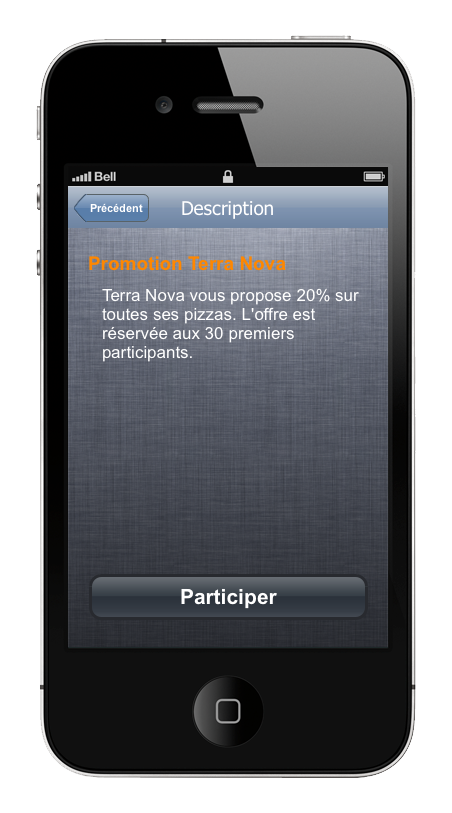 Bell
Précédent
Description
Promotion Terra Nova
Terra Nova vous propose 20% sur
toutes ses pizzas. L'offre est
réservée aux 30 premiers
participants.
Participer